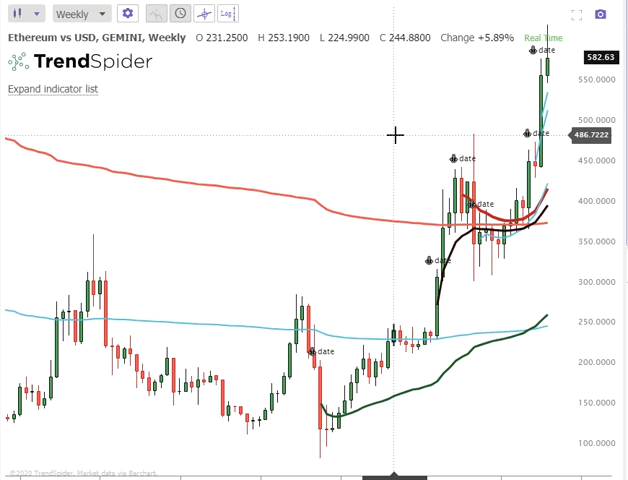 Weekly
Log
Ethereum vs USD, GEMINI, Weekly O 231.2500 H 253.1900 L 224.9900 C 244.8800 Change +5.89% Real Time
TrendSpider
Expand indicator list
date
582.63
550.0000
500.0000
date
486.7222
450.0000
date
400.0000
date
350.0000
date
300.0000
250.0000
date
200.0000
150.0000
100.0000
©2020 TrendSpider, Market data via Barchart.